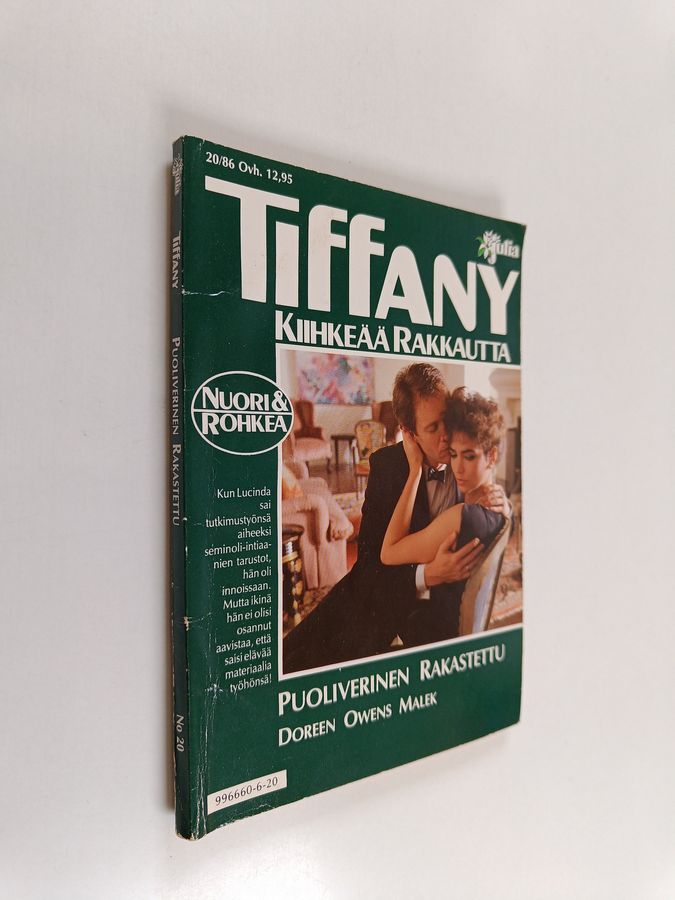 20/86 Ovh. 12,95
Julia
TIFFANY
KIIHKEÄÄ RAKKAUTTA
NUORI &
ROHKEA
Kun Lucinda
sai
tutkimustyönsä
aiheeksi
seminoli-intiaa-
nien tarustot,
hän oli
innoissaan.
Mutta ikinä
hän ei olisi
osannut
aavistaa, että
saisi elävää
materiaalia
työhönsä!
PUOLIVERINEN RAKASTETTU
DOREEN OWENS MALEK
996660-6-20
Julia
TIFFANY
PUOLIVERINEN RAKASTETTU
No 20